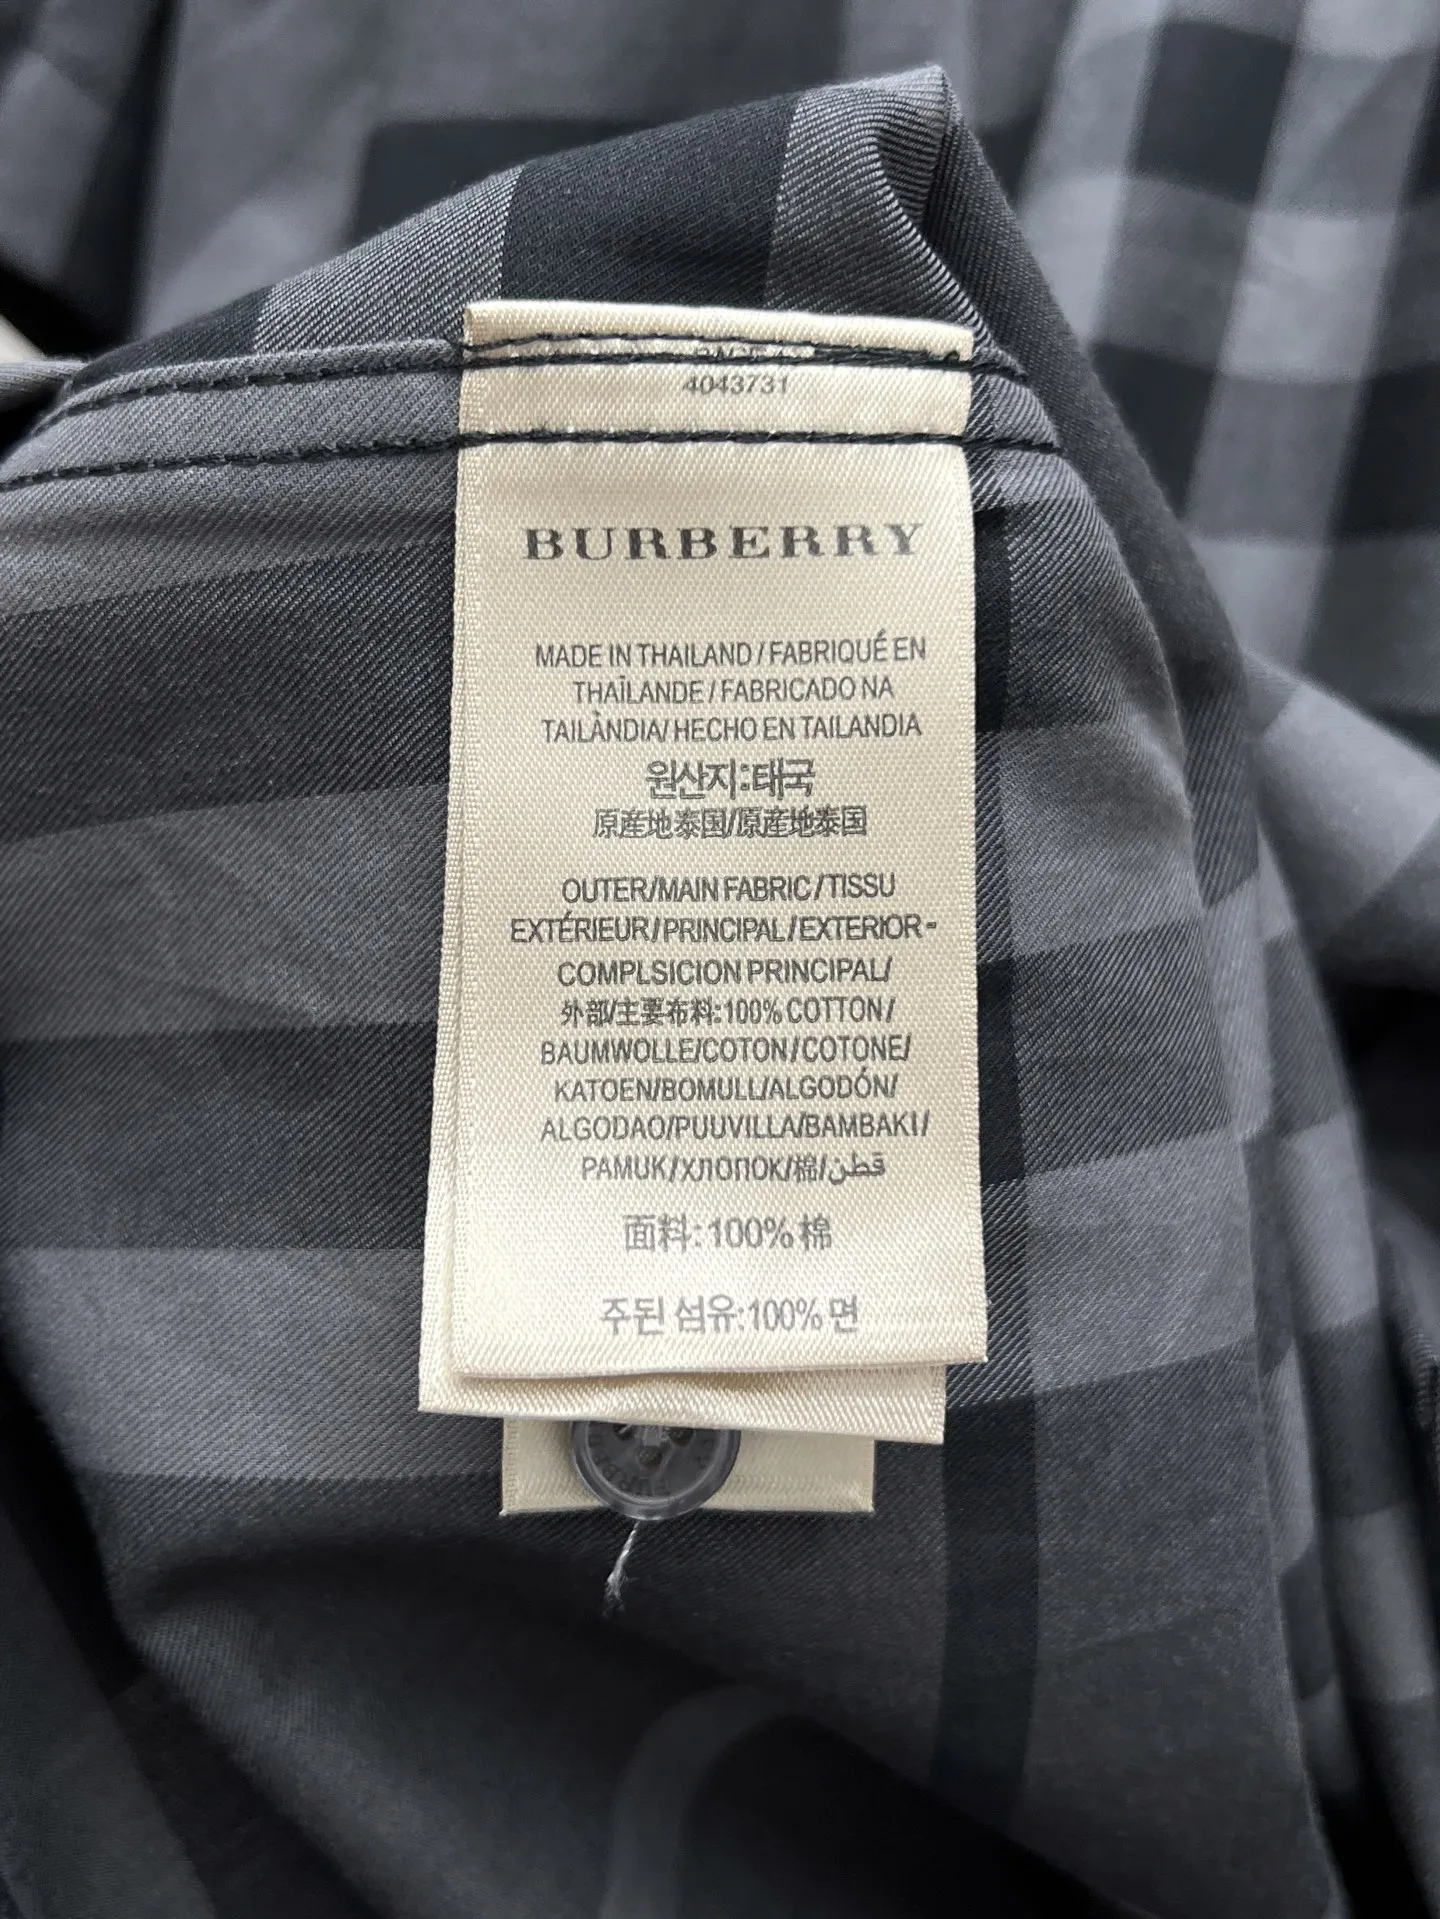 4043731
BURBERRY
MADE IN THAILAND / FABRIQUÉ EN
THAÏLANDE / FABRICADO NA
TAILÀNDIA/ HECHO EN TAILANDIA
원산지:태국
原産地泰国/原産地泰国
OUTER/MAIN FABRIC/TISSU
EXTÉRIEUR/PRINCIPAL/EXTERIOR-
COMPLSICION PRINCIPAL/
外部/主要布料:100% COTTON/
BAUMWOLLE/COTON/COTONE/
KATOEN/BOMULL/ALGODÓN/
ALGODAO/PUUVILLA/BAMBAKI/
PAMUK/ХЛОПОК/棉/قطن
面料:100%棉
주된 섬유:100% 면